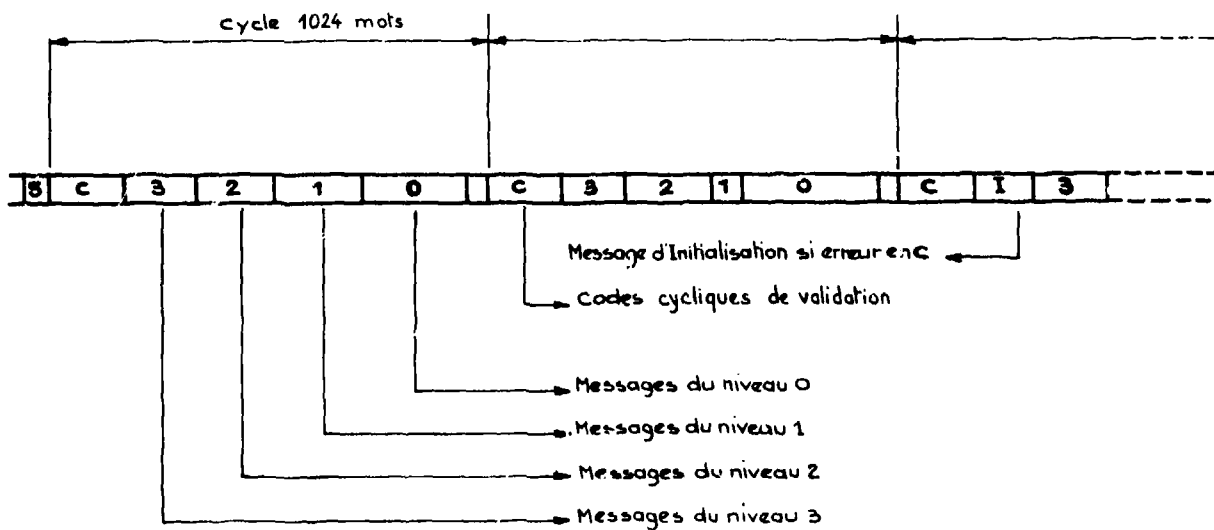 cycle 1024 mots
S C 3 2 1 0 C 3 2 1 0 C I 3
Message d'Initialisation si erreur en C
Codes cycliques de validation
Messages du niveau 0
Messages du niveau 1
Messages du niveau 2
Messages du niveau 3